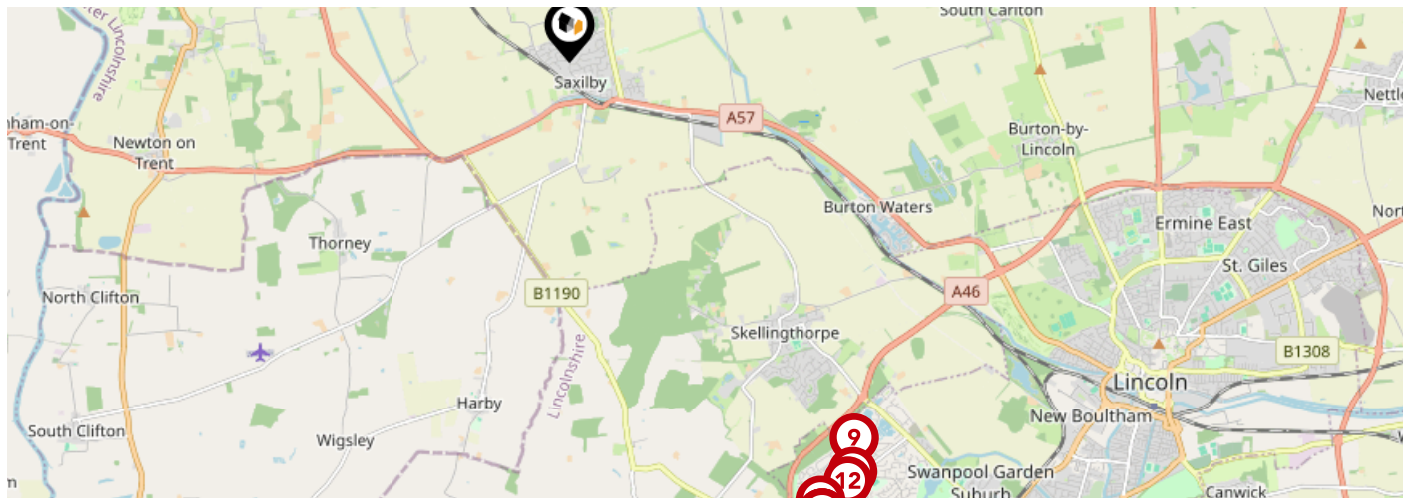 South Carlton
ter Lincolnshire
Saxilby
Nettle
A57
nham-on-
Trent
Newton on
Trent
Burton-by-
Lincoln
Burton Waters
Nort
Ermine East
Thorney
St. Giles
North Clifton
B1190
A46
Skellingthorpe
B1308
Lincolnshire
Lincoln
Harby
New Boultham
South Clifton
Wigsley
9
12
Swanpool Garden
Suburb
Canwick
m